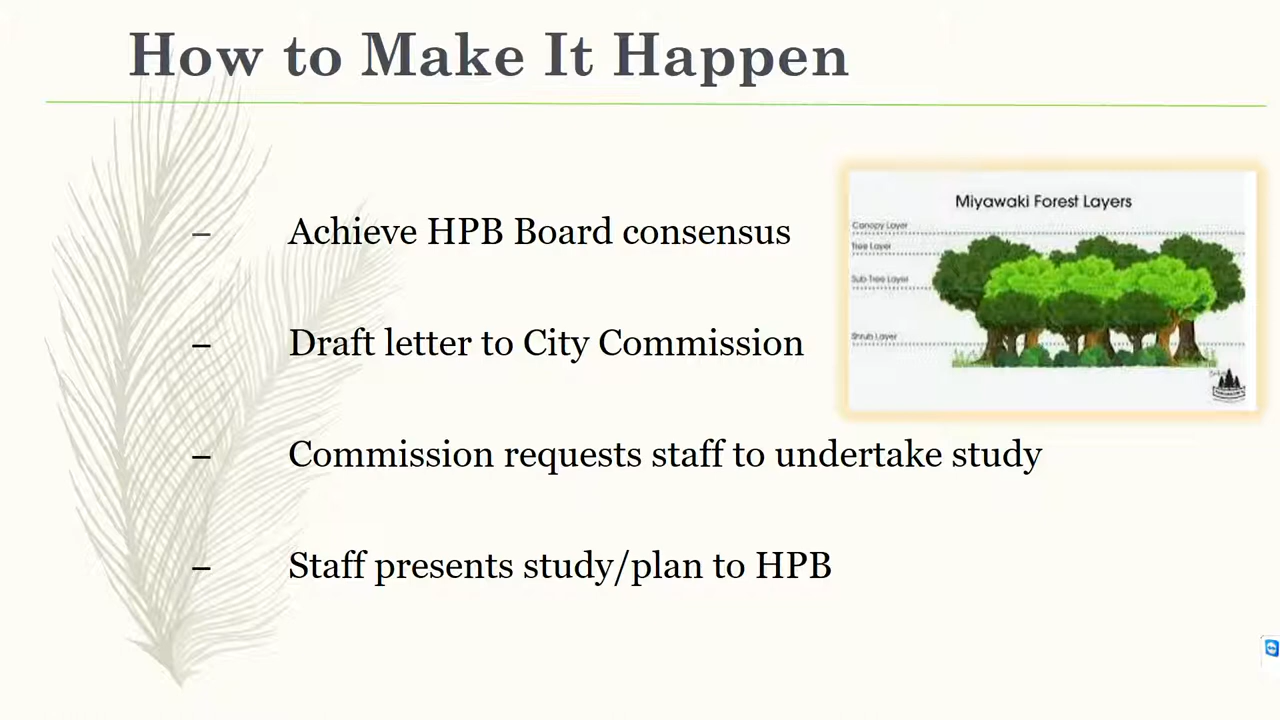 How to Make It Happen
– Achieve HPB Board consensus
– Draft letter to City Commission
– Commission requests staff to undertake study
– Staff presents study/plan to HPB
Miyawaki Forest Layers
Canopy Layer
Tree Layer
Sub Tree Layer
Shrub Layer